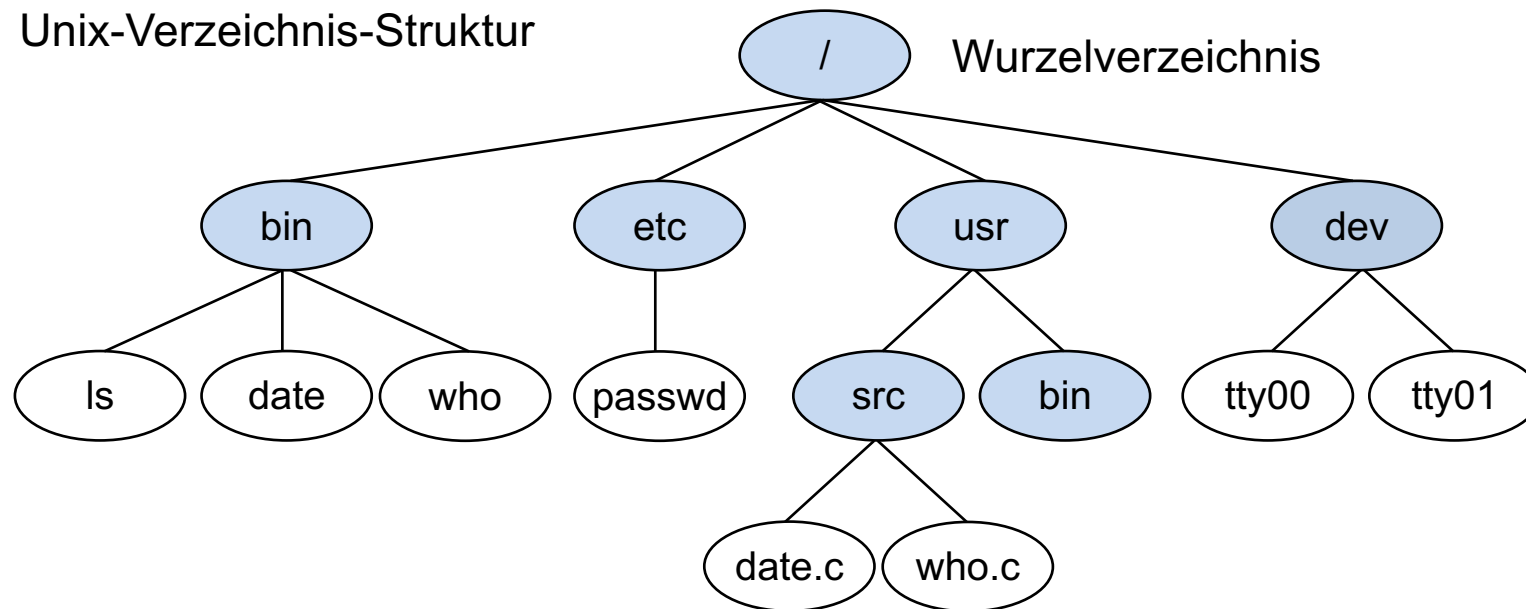 Unix-Verzeichnis-Struktur
/ Wurzelverzeichnis
bin etc usr dev
ls date who passwd src bin tty00 tty01
date.c who.c